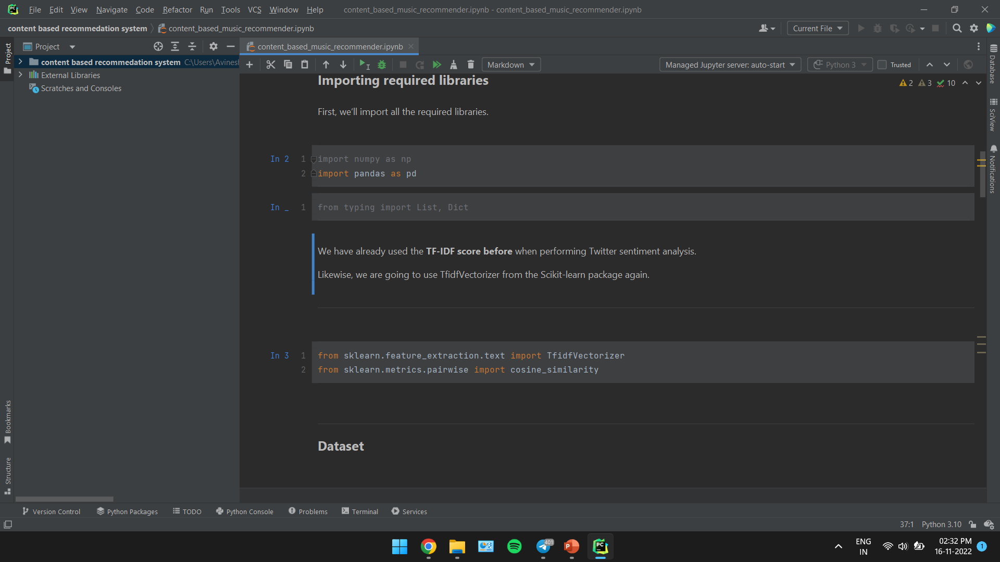 PC File Edit View Navigate Code Refactor Run Tools VCS Window Help content_based_music_recommender.ipynb - content_based_music_recommender.ipynb
content based recommedation system content_based_music_recommender.ipynb Current File
Project content_based_music_recommender.ipynb
content based recommedation system C:\Users\Avinesh
External Libraries
Scratches and Consoles
Markdown Managed Jupyter server: auto-start Python 3 Trusted
2 3 10
Importing required libraries
First, we'll import all the required libraries.
In 2 1 import numpy as np
2 import pandas as pd
In _ 1 from typing import List, Dict
We have already used the TF-IDF score before when performing Twitter sentiment analysis.
Likewise, we are going to use TfidfVectorizer from the Scikit-learn package again.
In 3 1 from sklearn.feature_extraction.text import TfidfVectorizer
2 from sklearn.metrics.pairwise import cosine_similarity
Dataset
Project
Bookmarks
Structure
Database
SciView
Notifications
Version Control Python Packages TODO Python Console Problems Terminal Services
37:1 Python 3.10
401 P PC
ENG
IN
02:32 PM
16-11-2022
1